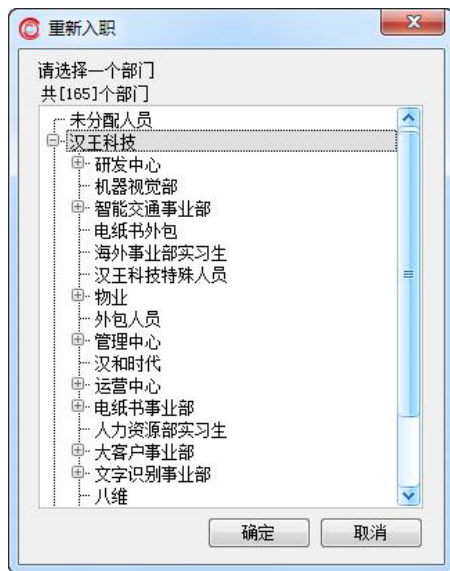 重新入职
请选择一个部门
共[165]个部门
未分配人员
汉王科技
研发中心
机器视觉部
智能交通事业部
电纸书外包
海外事业部实习生
汉王科技特殊人员
物业
外包人员
管理中心
汉和时代
运营中心
电纸书事业部
人力资源部实习生
大客户事业部
文字识别事业部
八维
确定 取消